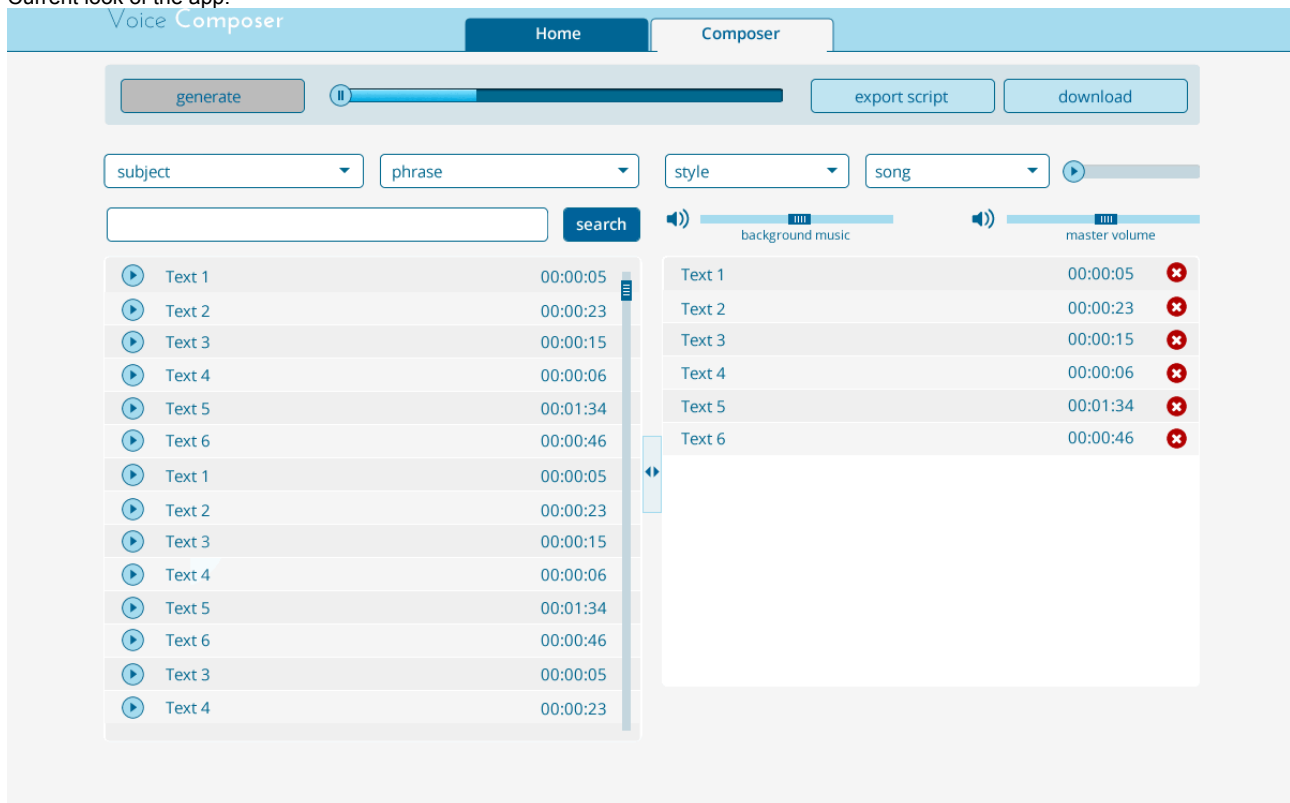 Current look of the app:
Voice Composer
Home Composer
generate export script download
subject phrase style song
search
background music master volume
Text 1 00:00:05
Text 2 00:00:23
Text 3 00:00:15
Text 4 00:00:06
Text 5 00:01:34
Text 6 00:00:46
Text 1 00:00:05
Text 2 00:00:23
Text 3 00:00:15
Text 4 00:00:06
Text 5 00:01:34
Text 6 00:00:46
Text 3 00:00:05
Text 4 00:00:23
Text 1 00:00:05
Text 2 00:00:23
Text 3 00:00:15
Text 4 00:00:06
Text 5 00:01:34
Text 6 00:00:46